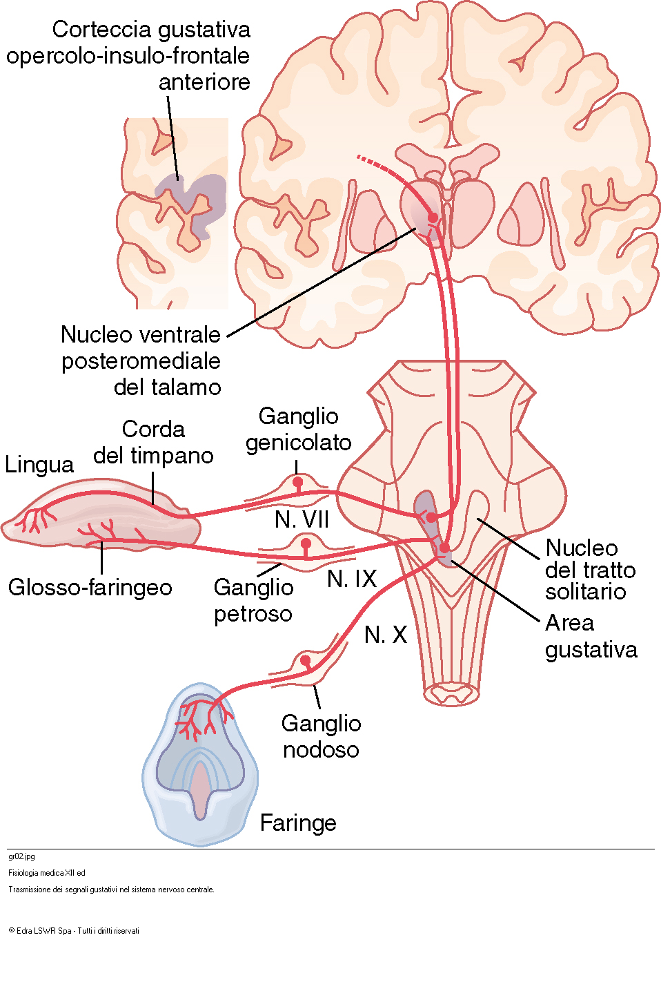 Corteccia gustativa
opercolo-insulo-frontale
anteriore
Nucleo ventrale
posteromediale
del talamo
Ganglio
genicolato
Corda
del timpano
Lingua
N. VII
Glosso-faringeo
Ganglio
petroso
N. IX
Nucleo
del tratto
solitario
Area
gustativa
N. X
Ganglio
nodoso
Faringe
gr02.jpg
Fisiologia medica XII ed
Trasmissione dei segnali gustativi nel sistema nervoso centrale.
© Edra LSWR Spa - Tutti i diritti riservati